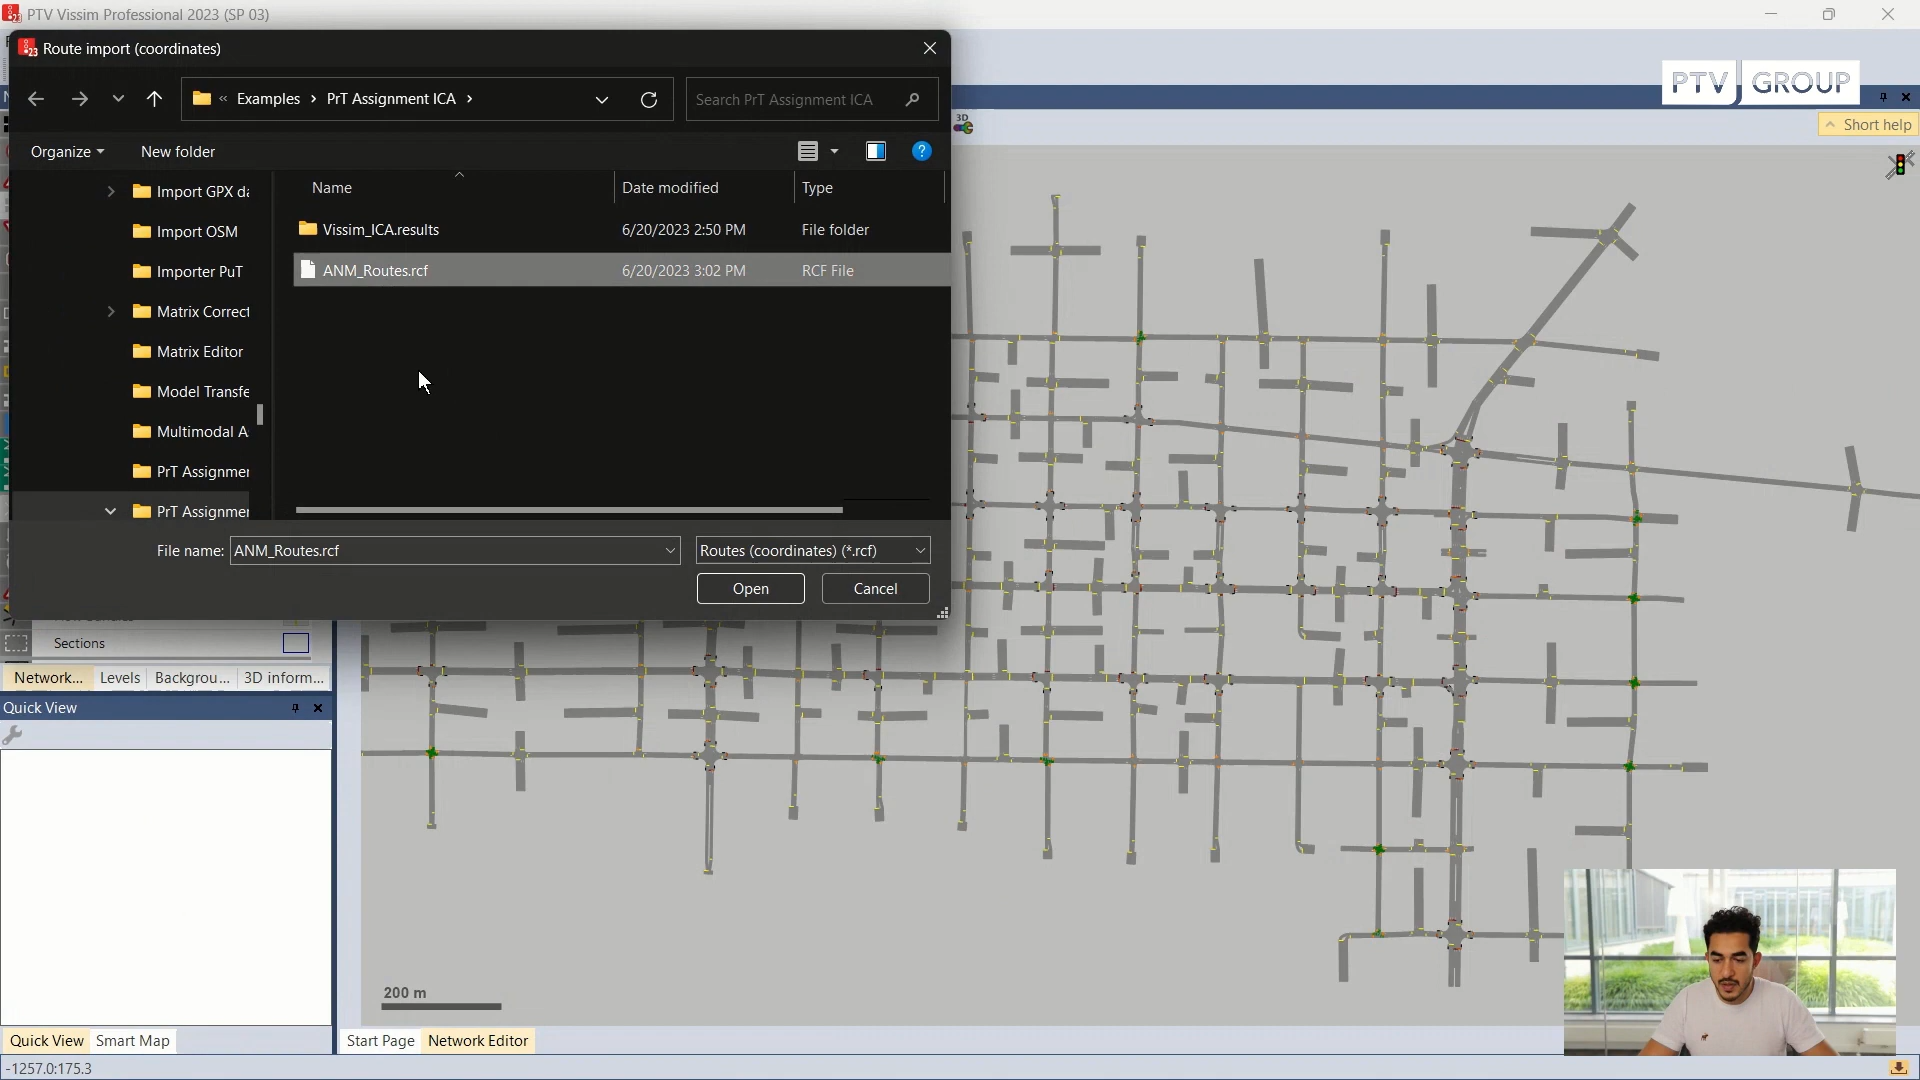 PTV Vissim Professional 2023 (SP 03)
Route import (coordinates)
« Examples > PrT Assignment ICA >
Search PrT Assignment ICA
PTV GROUP
Organize
New folder
3D
Short help
Name
Date modified
Type
Import GPX da
Import OSM
Importer PuT
Matrix Correct
Matrix Editor
Model Transfe
Multimodal A
PrT Assignmer
PrT Assignmer
Vissim_ICA.results
6/20/2023 2:50 PM
File folder
ANM_Routes.rcf
6/20/2023 3:02 PM
RCF File
File name:
ANM_Routes.rcf
Routes (coordinates) (*.rcf)
Open
Cancel
Sections
Network...
Levels
Backgrou...
3D inform...
Quick View
200 m
Quick View
Smart Map
Start Page
Network Editor
-1257.0:175.3